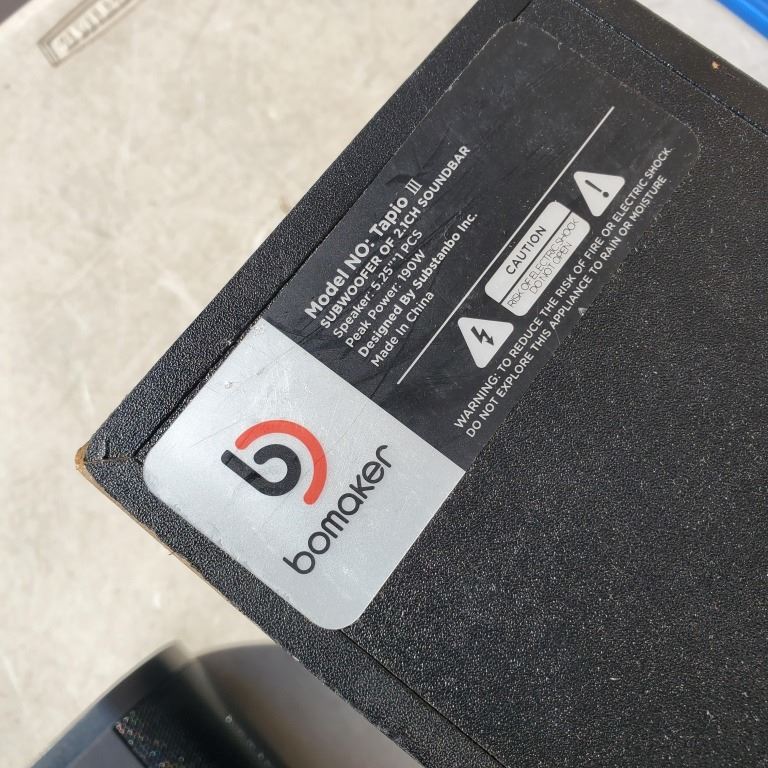 Model NO: Tapio III
SUBWOOFER OF 2.1CH SOUNDBAR
Speaker: 5.25"*1 PCS
Peak Power: 190W
Designed By Substanbo Inc.
Made In China
CAUTION
RISK OF ELECTRIC SHOCK
DO NOT OPEN
WARNING: TO REDUCE THE RISK OF FIRE OR ELECTRIC SHOCK
DO NOT EXPLORE THIS APPLIANCE TO RAIN OR MOISTURE
bomaker